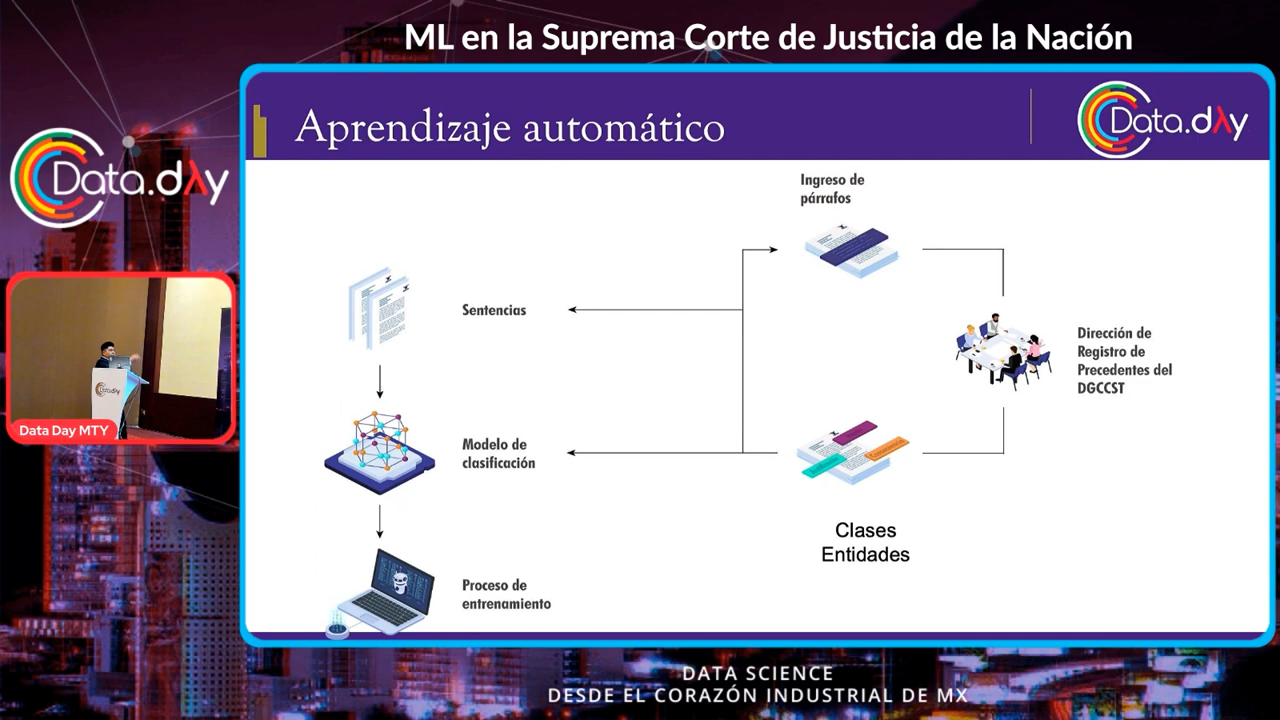 ML en la Suprema Corte de Justicia de la Nación
Data.day
Aprendizaje automático
Data.day
Ingreso de
párrafos
Sentencias
Dirección de
Registro de
Precedentes del
DGCCST
Modelo de
clasificación
Clases
Entidades
Proceso de
entrenamiento
Data Day MTY
DATA SCIENCE
DESDE EL CORAZÓN INDUSTRIAL DE MX